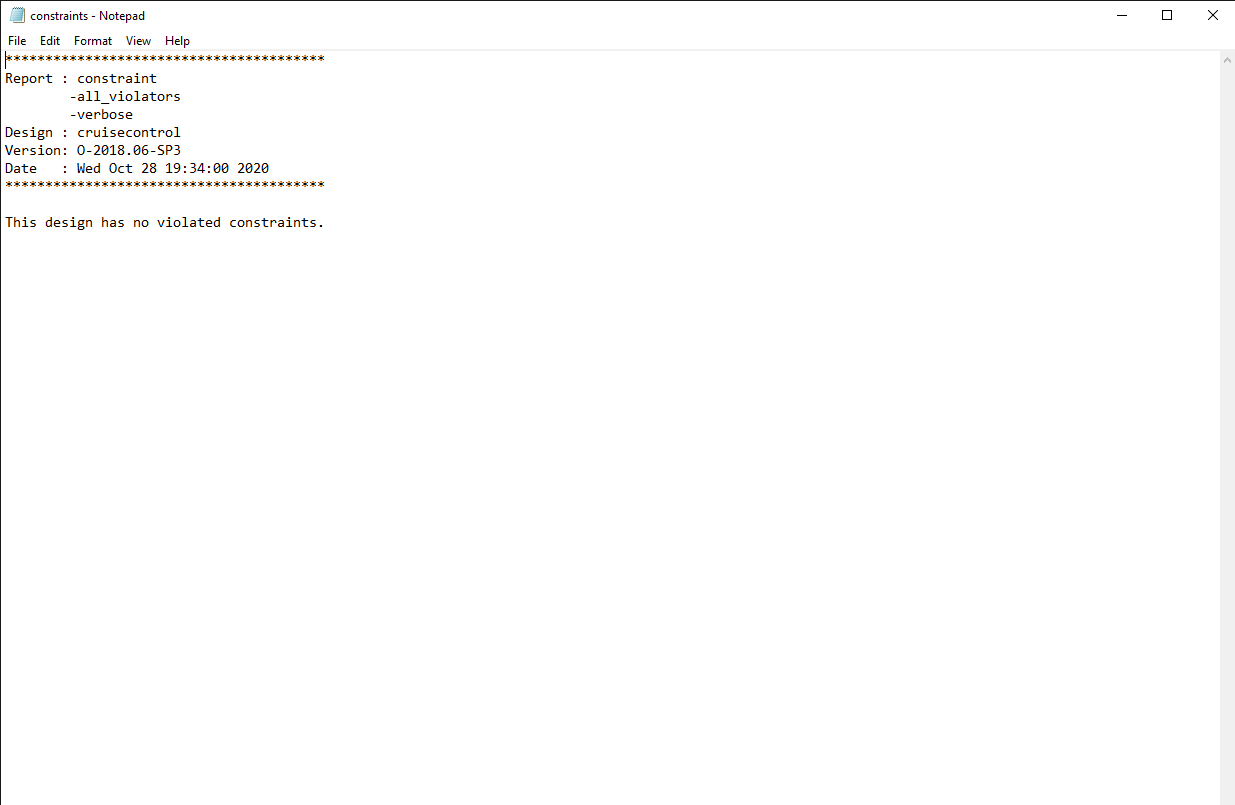 constraints - Notepad
File Edit Format View Help
****************************************
Report : constraint
        -all_violators
        -verbose
Design : cruisecontrol
Version: O-2018.06-SP3
Date   : Wed Oct 28 19:34:00 2020
****************************************
This design has no violated constraints.